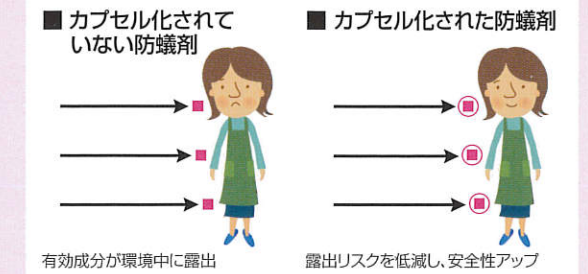 ■ カプセル化されて
いない防蟻剤
■ カプセル化された防蟻剤
有効成分が環境中に露出
露出リスクを低減し、安全性アップ